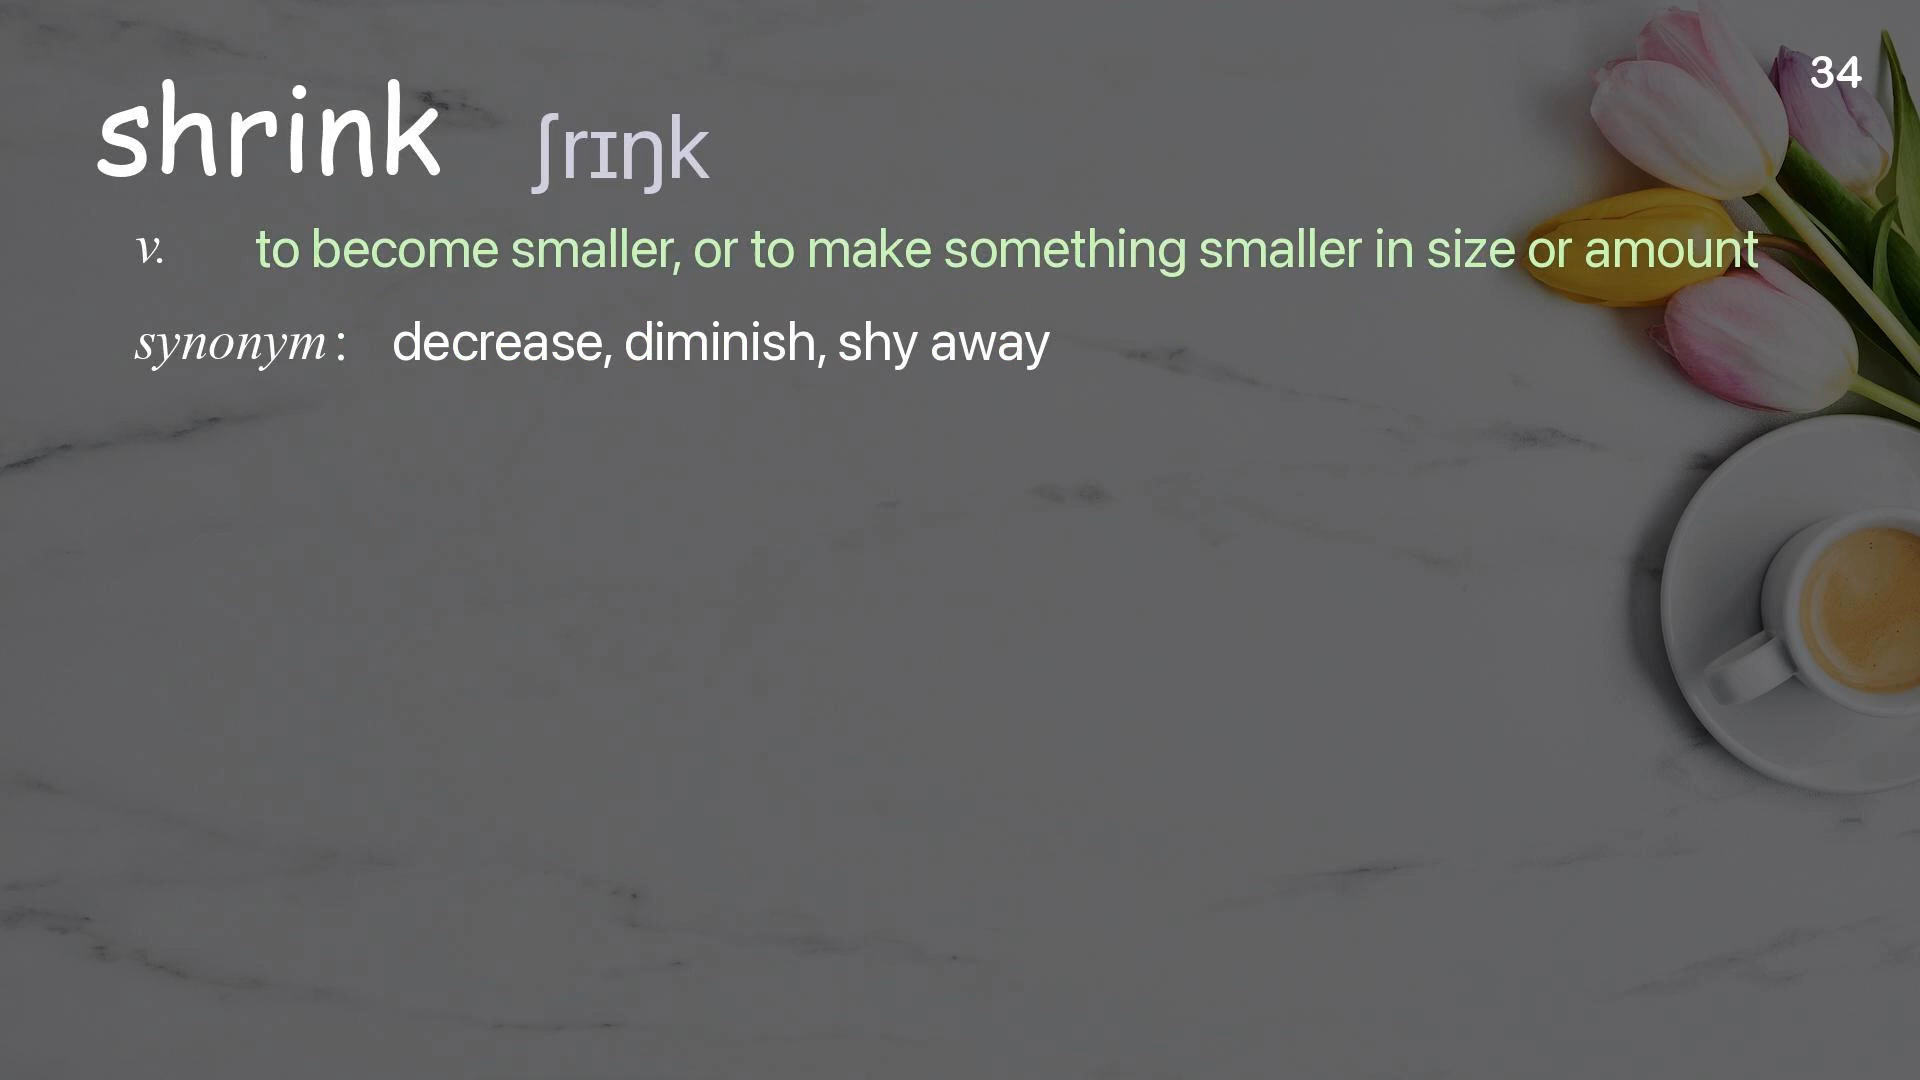 34
shrink ʃrɪŋk
v. to become smaller, or to make something smaller in size or amount
synonym : decrease, diminish, shy away